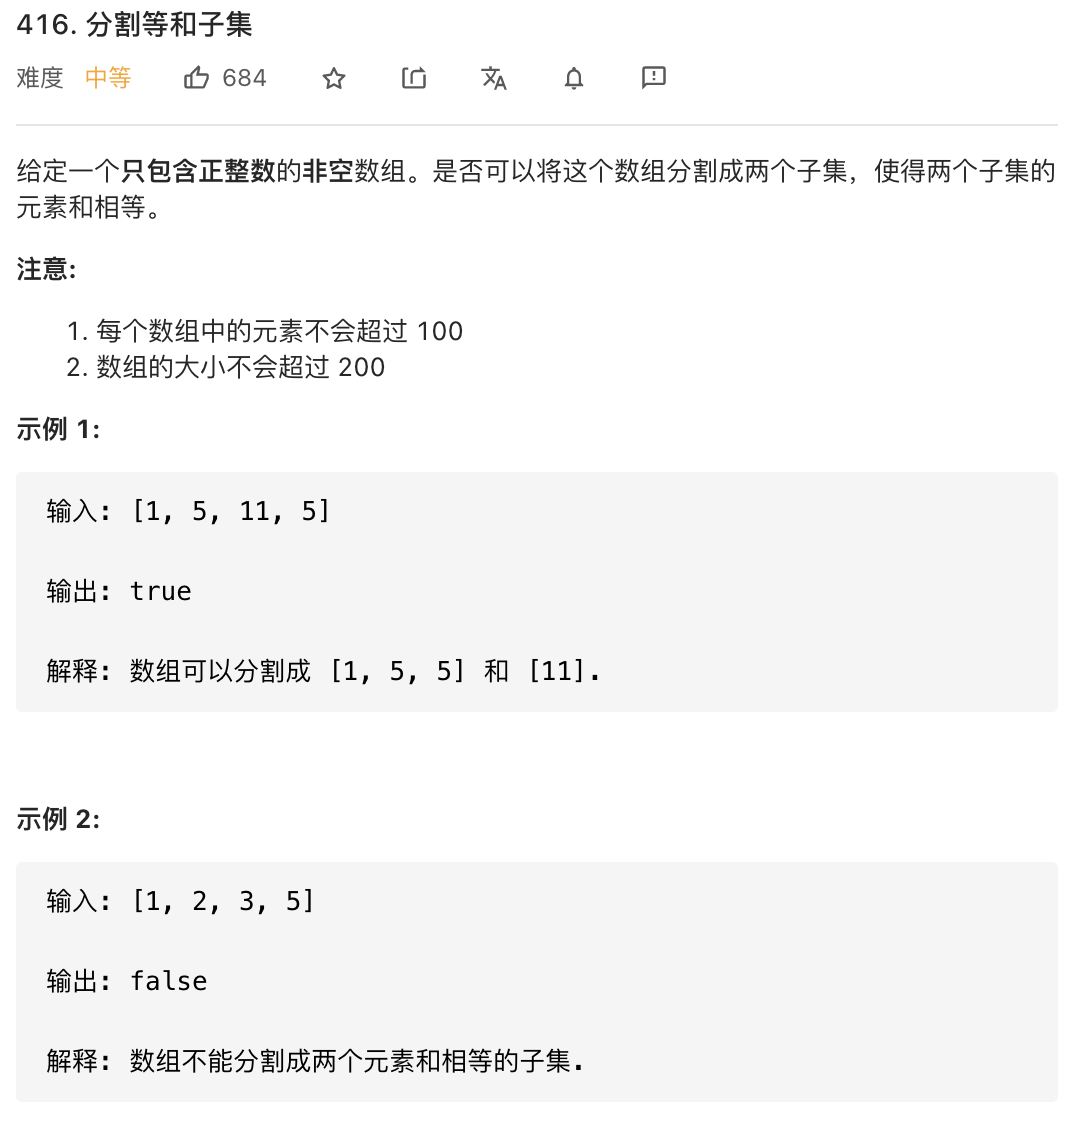 416. 分割等和子集
难度 中等 684
给定一个只包含正整数的非空数组。是否可以将这个数组分割成两个子集，使得两个子集的
元素和相等。
注意:
1. 每个数组中的元素不会超过 100
2. 数组的大小不会超过 200
示例 1:
输入: [1, 5, 11, 5]
输出: true
解释: 数组可以分割成 [1, 5, 5] 和 [11].
示例 2:
输入: [1, 2, 3, 5]
输出: false
解释: 数组不能分割成两个元素和相等的子集.